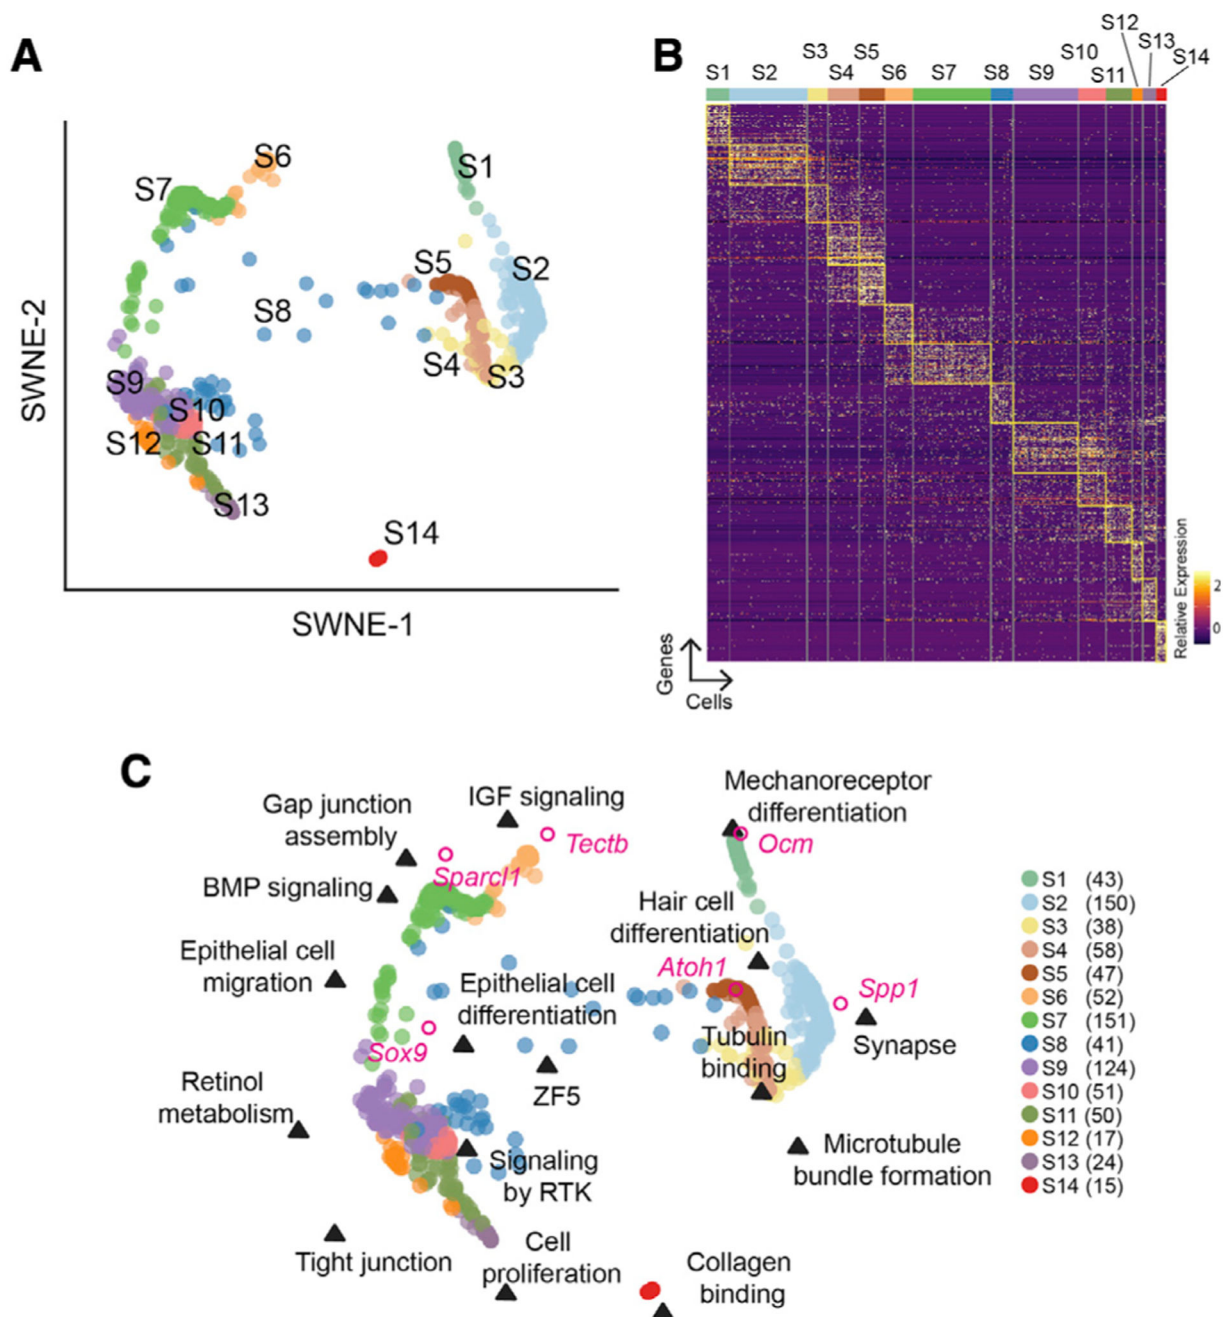 A
S6
S7
S1
S5
S2
S8
S4
S3
S9
S10
S12
S11
S13
S14
SWNE-2
SWNE-1
B
S12
S13
S14
S3
S5
S10
S1
S2
S4
S6
S7
S8
S9
S11
Relative Expression
2
0
Genes
Cells
C
Gap junction
assembly
IGF signaling
Tectb
Sparcl1
BMP signaling
Mechanoreceptor
differentiation
Ocm
Hair cell
differentiation
Epithelial cell
migration
Epithelial cell
differentiation
Atoh1
Spp1
Synapse
Sox9
Tubulin
binding
Retinol
metabolism
ZF5
Microtubule
bundle formation
Signaling
by RTK
Tight junction
Cell
proliferation
Collagen
binding
S1 (43)
S2 (150)
S3 (38)
S4 (58)
S5 (47)
S6 (52)
S7 (151)
S8 (41)
S9 (124)
S10 (51)
S11 (50)
S12 (17)
S13 (24)
S14 (15)